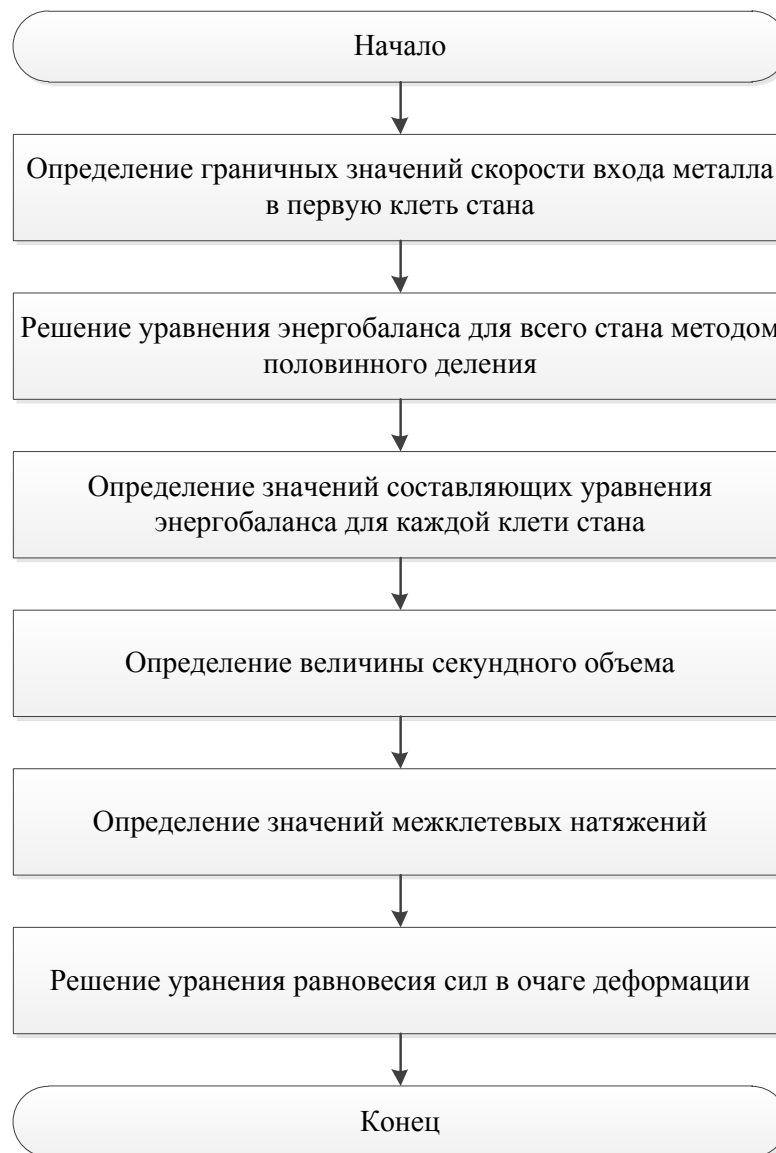 Начало
Определение граничных значений скорости входа металла
в первую клеть стана
Решение уравнения энергобаланса для всего стана методом
половинного деления
Определение значений составляющих уравнения
энергобаланса для каждой клети стана
Определение величины секундного объема
Определение значений межклетевых натяжений
Решение уранения равновесия сил в очаге деформации
Конец